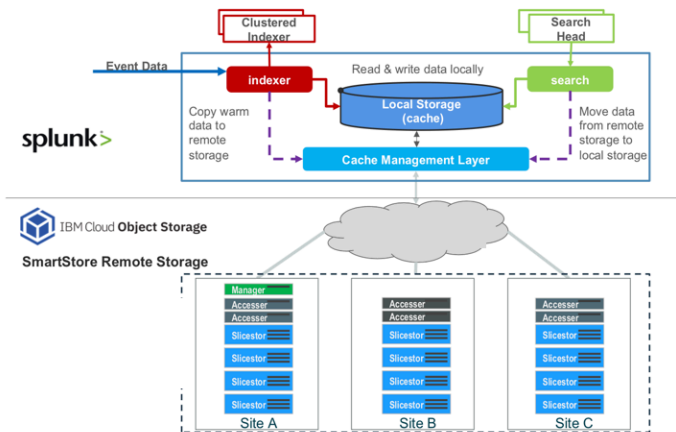 Clustered
Indexer
Search
Head
Event Data
Read & write data locally
indexer
search
Local Storage
(cache)
Copy warm
data to
remote
storage
Move data
from remote
storage to
local storage
splunk>
Cache Management Layer
IBM Cloud Object Storage
SmartStore Remote Storage
Manager
Accesser
Accesser
Slicestor
Slicestor
Slicestor
Slicestor
Site A
Accesser
Accesser
Slicestor
Slicestor
Slicestor
Slicestor
Site B
Accesser
Accesser
Slicestor
Slicestor
Slicestor
Slicestor
Site C